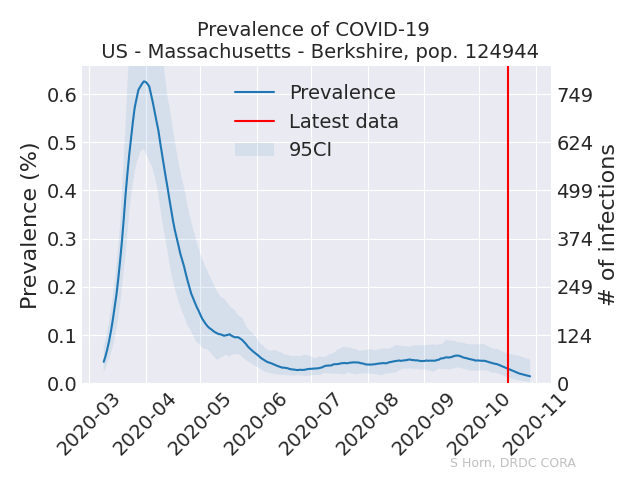 Prevalence of COVID-19
US - Massachusetts - Berkshire, pop. 124944
Prevalence
Latest data
95CI
Prevalence (%)
0.6
0.5
0.4
0.3
0.2
0.1
0.0
749
624
499
374
249
124
0
# of infections
2020-03
2020-04
2020-05
2020-06
2020-07
2020-08
2020-09
2020-10
2020-11
S Horn, DRDC CORA